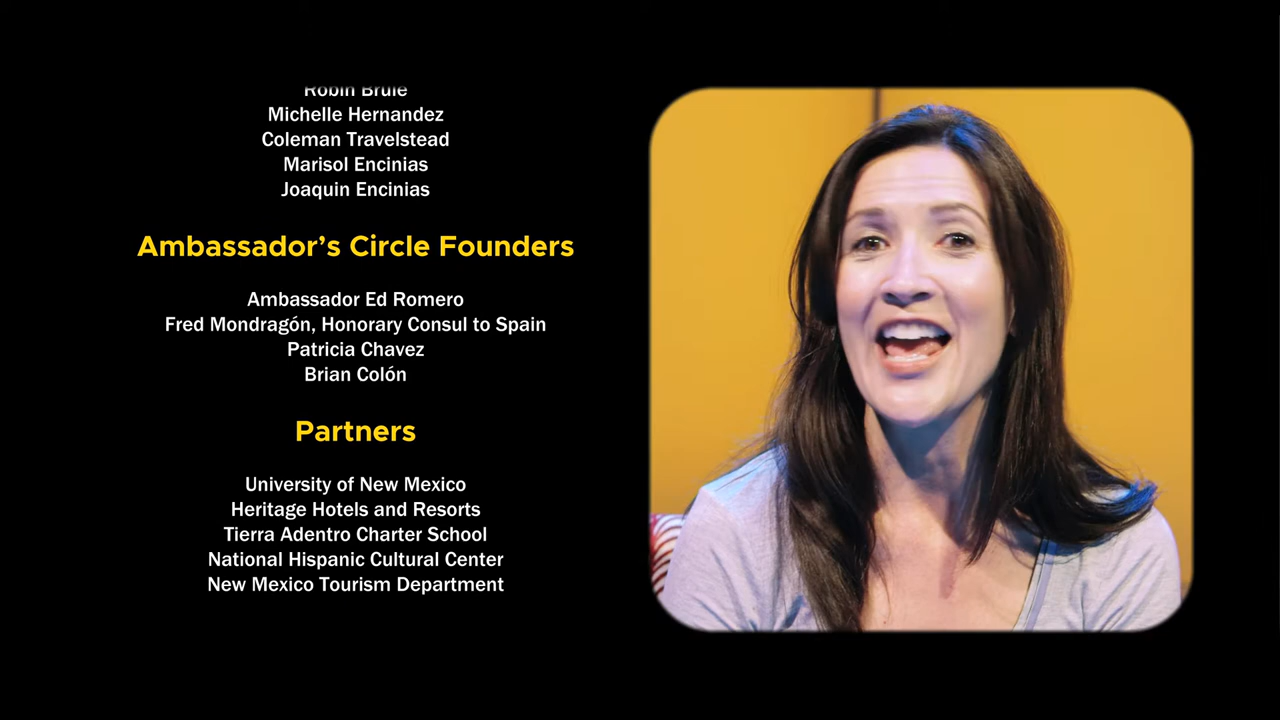 Robin Brule
Michelle Hernandez
Coleman Travelstead
Marisol Encinias
Joaquin Encinias
Ambassador’s Circle Founders
Ambassador Ed Romero
Fred Mondragón, Honorary Consul to Spain
Patricia Chavez
Brian Colón
Partners
University of New Mexico
Heritage Hotels and Resorts
Tierra Adentro Charter School
National Hispanic Cultural Center
New Mexico Tourism Department